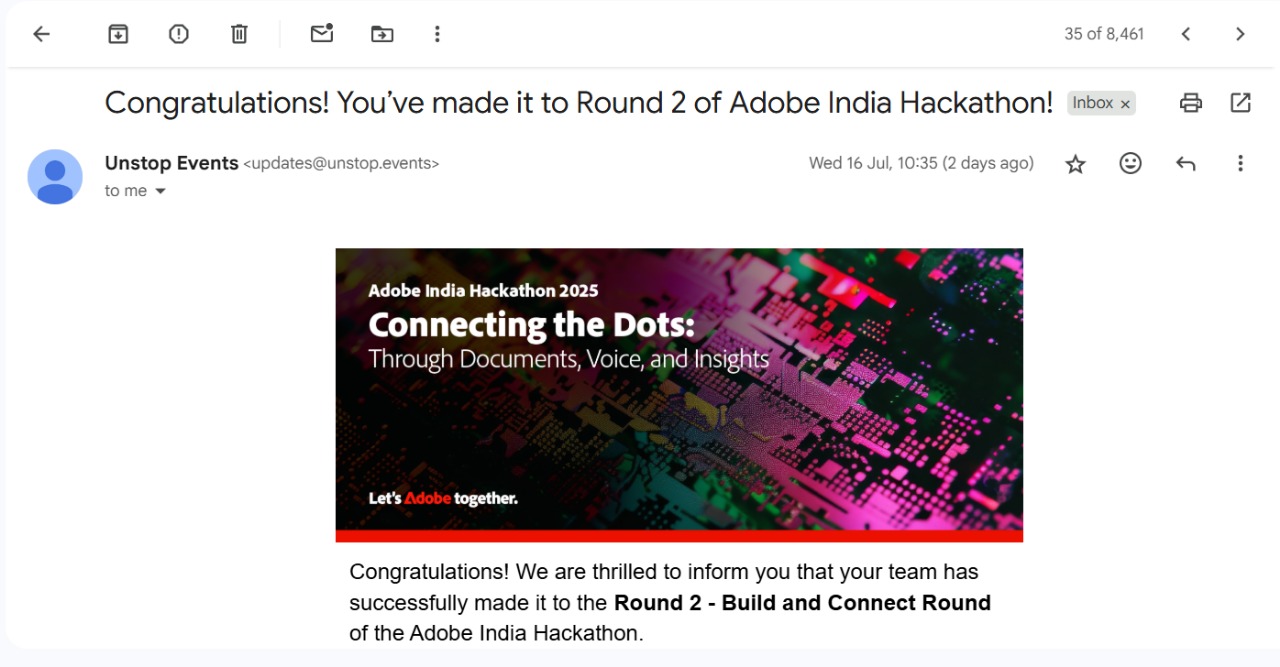 35 of 8,461
Congratulations! You’ve made it to Round 2 of Adobe India Hackathon! Inbox ×
Unstop Events <updates@unstop.events> Wed 16 Jul, 10:35 (2 days ago)
to me
Adobe India Hackathon 2025
Connecting the Dots:
Through Documents, Voice, and Insights
Let's Adobe together.
Congratulations! We are thrilled to inform you that your team has
successfully made it to the Round 2 - Build and Connect Round
of the Adobe India Hackathon.